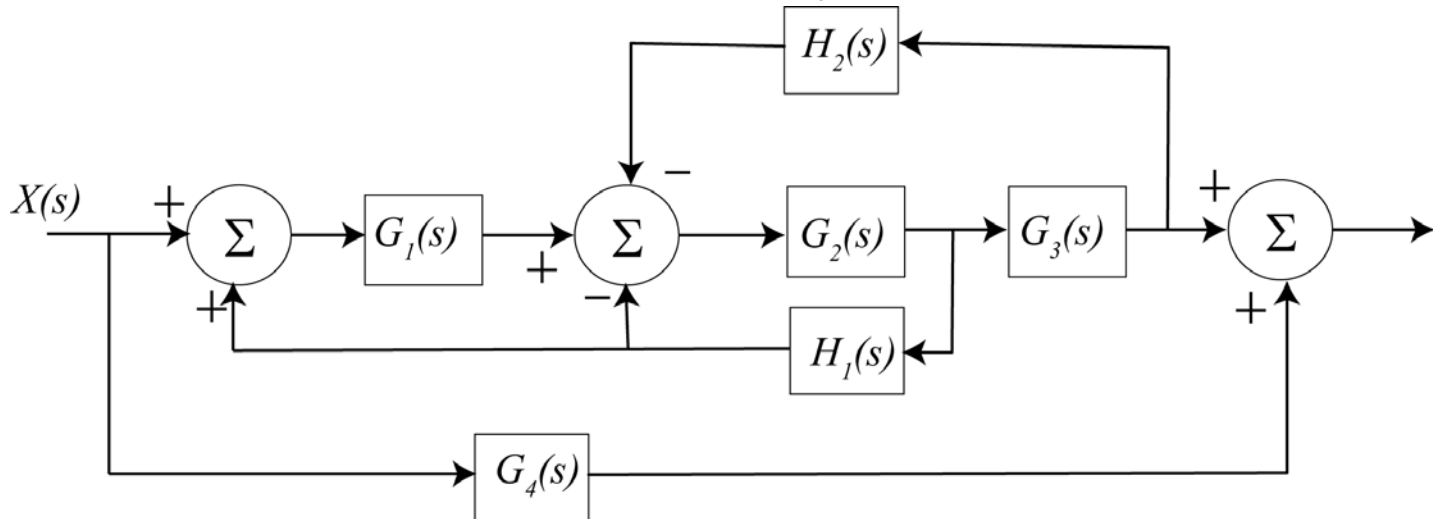 H₂(s)
X(s)
+
Σ
G₁(s)
+
−
Σ
−
G₂(s)
G₃(s)
+
Σ
+
+
H₁(s)
G₄(s)